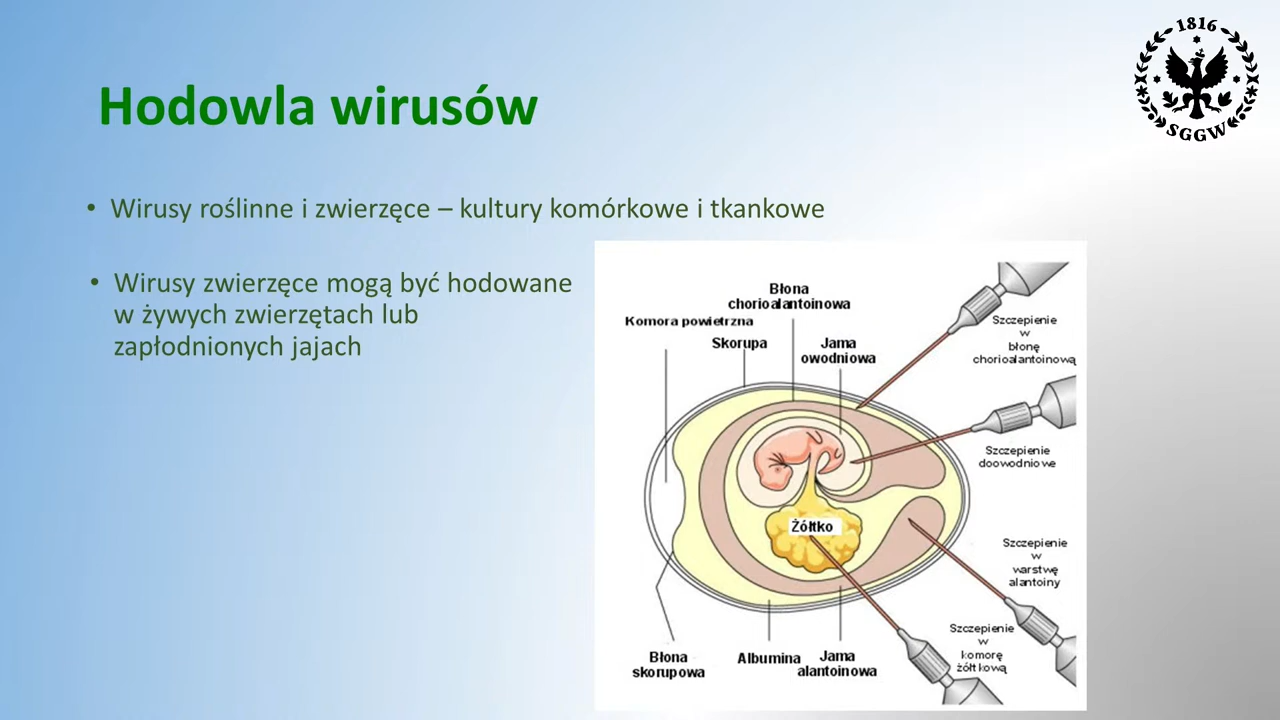 1816
SGGW
Hodowla wirusów
• Wirusy roślinne i zwierzęce – kultury komórkowe i tkankowe
• Wirusy zwierzęce mogą być hodowane
w żywych zwierzętach lub
zapłodnionych jajach
Błona
chorioalantoinowa
Komora powietrzna
Skorupa
Jama
owodniowa
Szczepienie
w
błonę
chorioalantoinową
Szczepienie
doowodniowe
Żółtko
Szczepienie
w
warstwę
alantoiny
Szczepienie
w
komorę
żółtkową
Błona
skorupowa
Albumina
Jama
alantoinowa